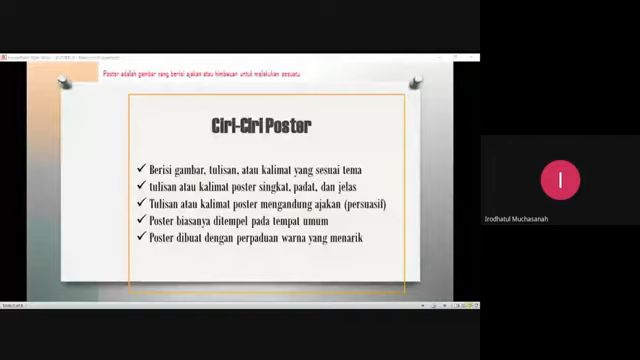 Poster adalah gambar yang berisi ajakan atau himbauan untuk melakukan sesuatu
Ciri-Ciri Poster
✓ Berisi gambar, tulisan, atau kalimat yang sesuai tema
✓ tulisan atau kalimat poster singkat, padat, dan jelas
✓ Tulisan atau kalimat poster mengandung ajakan (persuasif)
✓ Poster biasanya ditempel pada tempat umum
✓ Poster dibuat dengan perpaduan warna yang menarik
I
Irodhatul Muchasanah